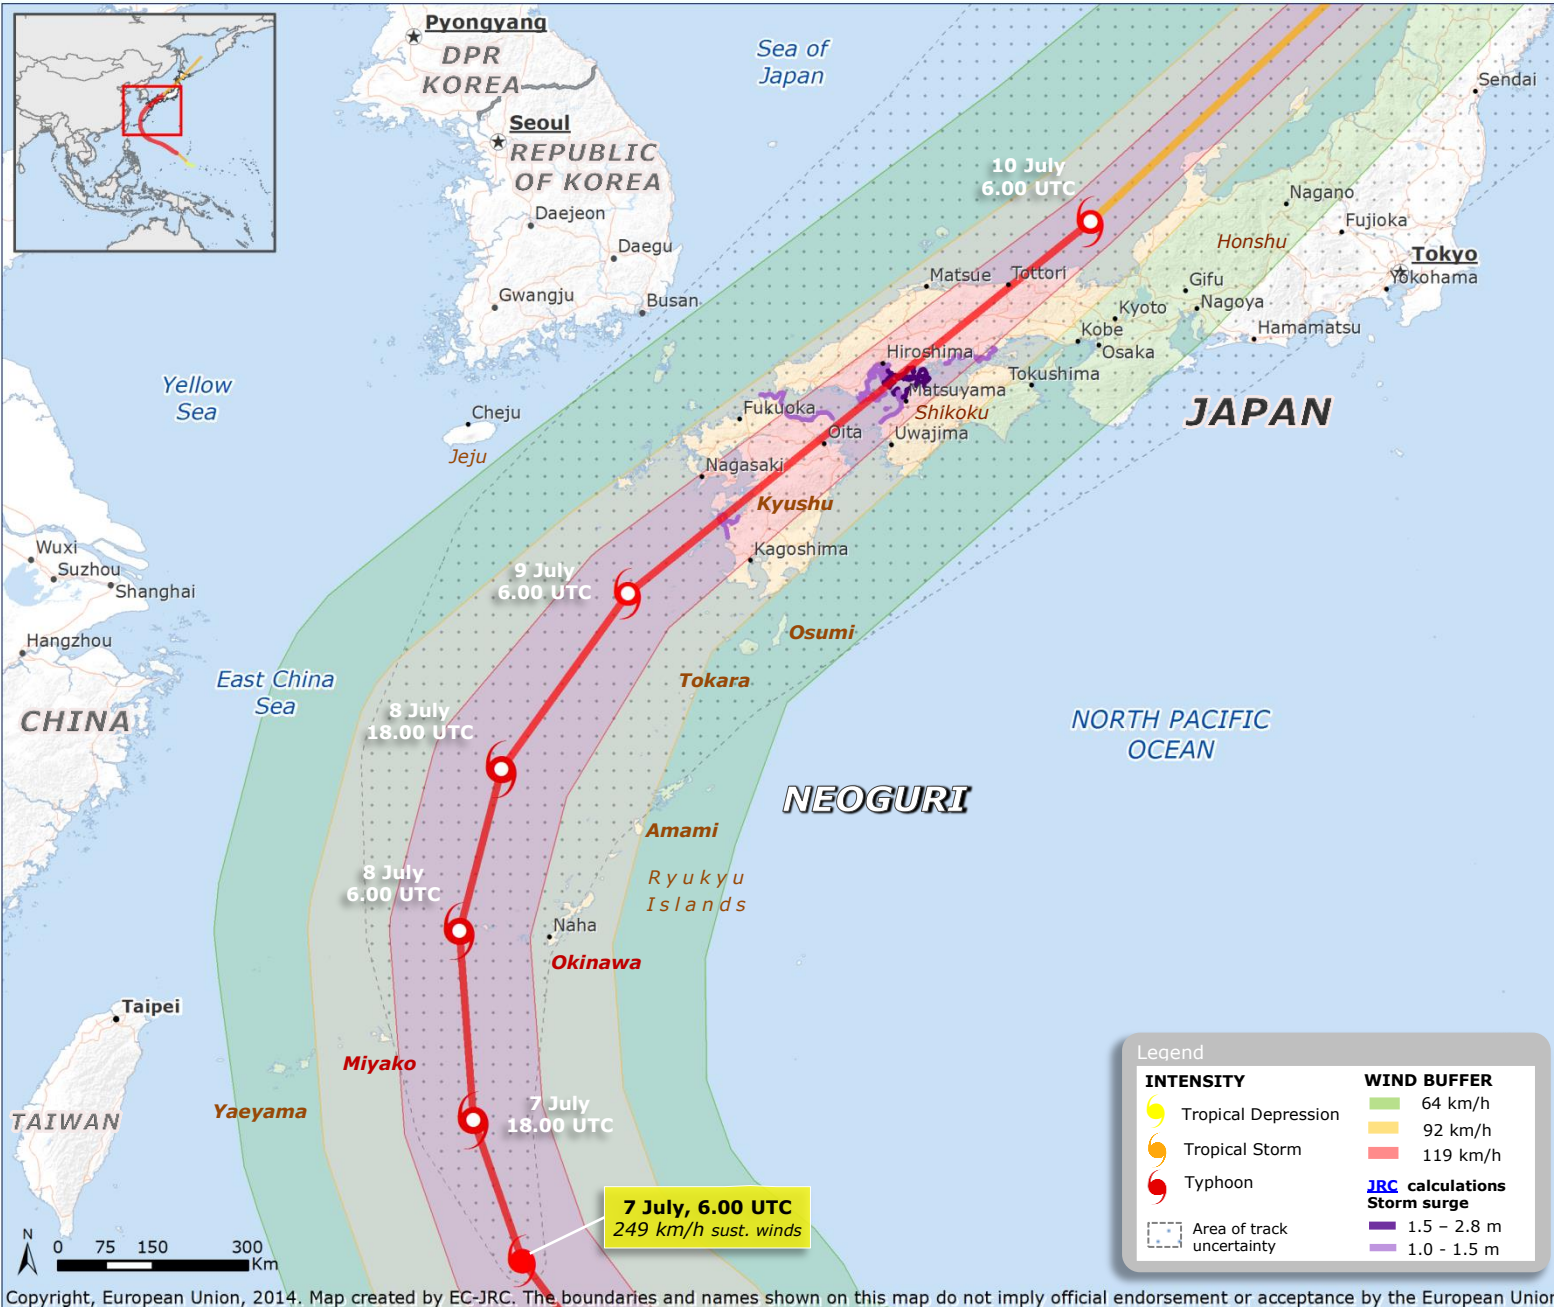 Pyongyang
DPR
KOREA
Sea of
Japan
Sendai
Seoul
REPUBLIC
OF KOREA
10 July
6.00 UTC
Nagano
Daejeon
Fujioka
Daegu
Honshu
Tokyo
Matsue
Tottori
Yokohama
Gifu
Gwangju
Busan
Kyoto
Nagoya
Kobe
Hamamatsu
Hiroshima
Osaka
Yellow
Sea
Tokushima
Matsuyama
Cheju
Fukuoka
Shikoku
JAPAN
Oita
Uwajima
Jeju
Nagasaki
Kyushu
Wuxi
Kagoshima
Suzhou
9 July
6.00 UTC
Shanghai
Hangzhou
Osumi
East China
Sea
Tokara
CHINA
8 July
18.00 UTC
NORTH PACIFIC
OCEAN
NEOGURI
Amami
8 July
6.00 UTC
Ryukyu
Islands
Naha
Okinawa
Taipei
Miyako
Yaeyama
7 July
18.00 UTC
TAIWAN
7 July, 6.00 UTC
249 km/h sust. winds
N
0 75 150 300
Km
Legend
INTENSITY
Tropical Depression
Tropical Storm
Typhoon
Area of track
uncertainty
WIND BUFFER
64 km/h
92 km/h
119 km/h
JRC calculations
Storm surge
1.5 – 2.8 m
1.0 - 1.5 m
Copyright, European Union, 2014. Map created by EC-JRC. The boundaries and names shown on this map do not imply official endorsement or acceptance by the European Union